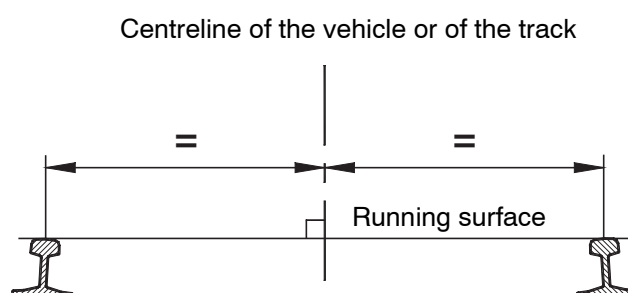 Centreline of the vehicle or of the track
= =
Running surface